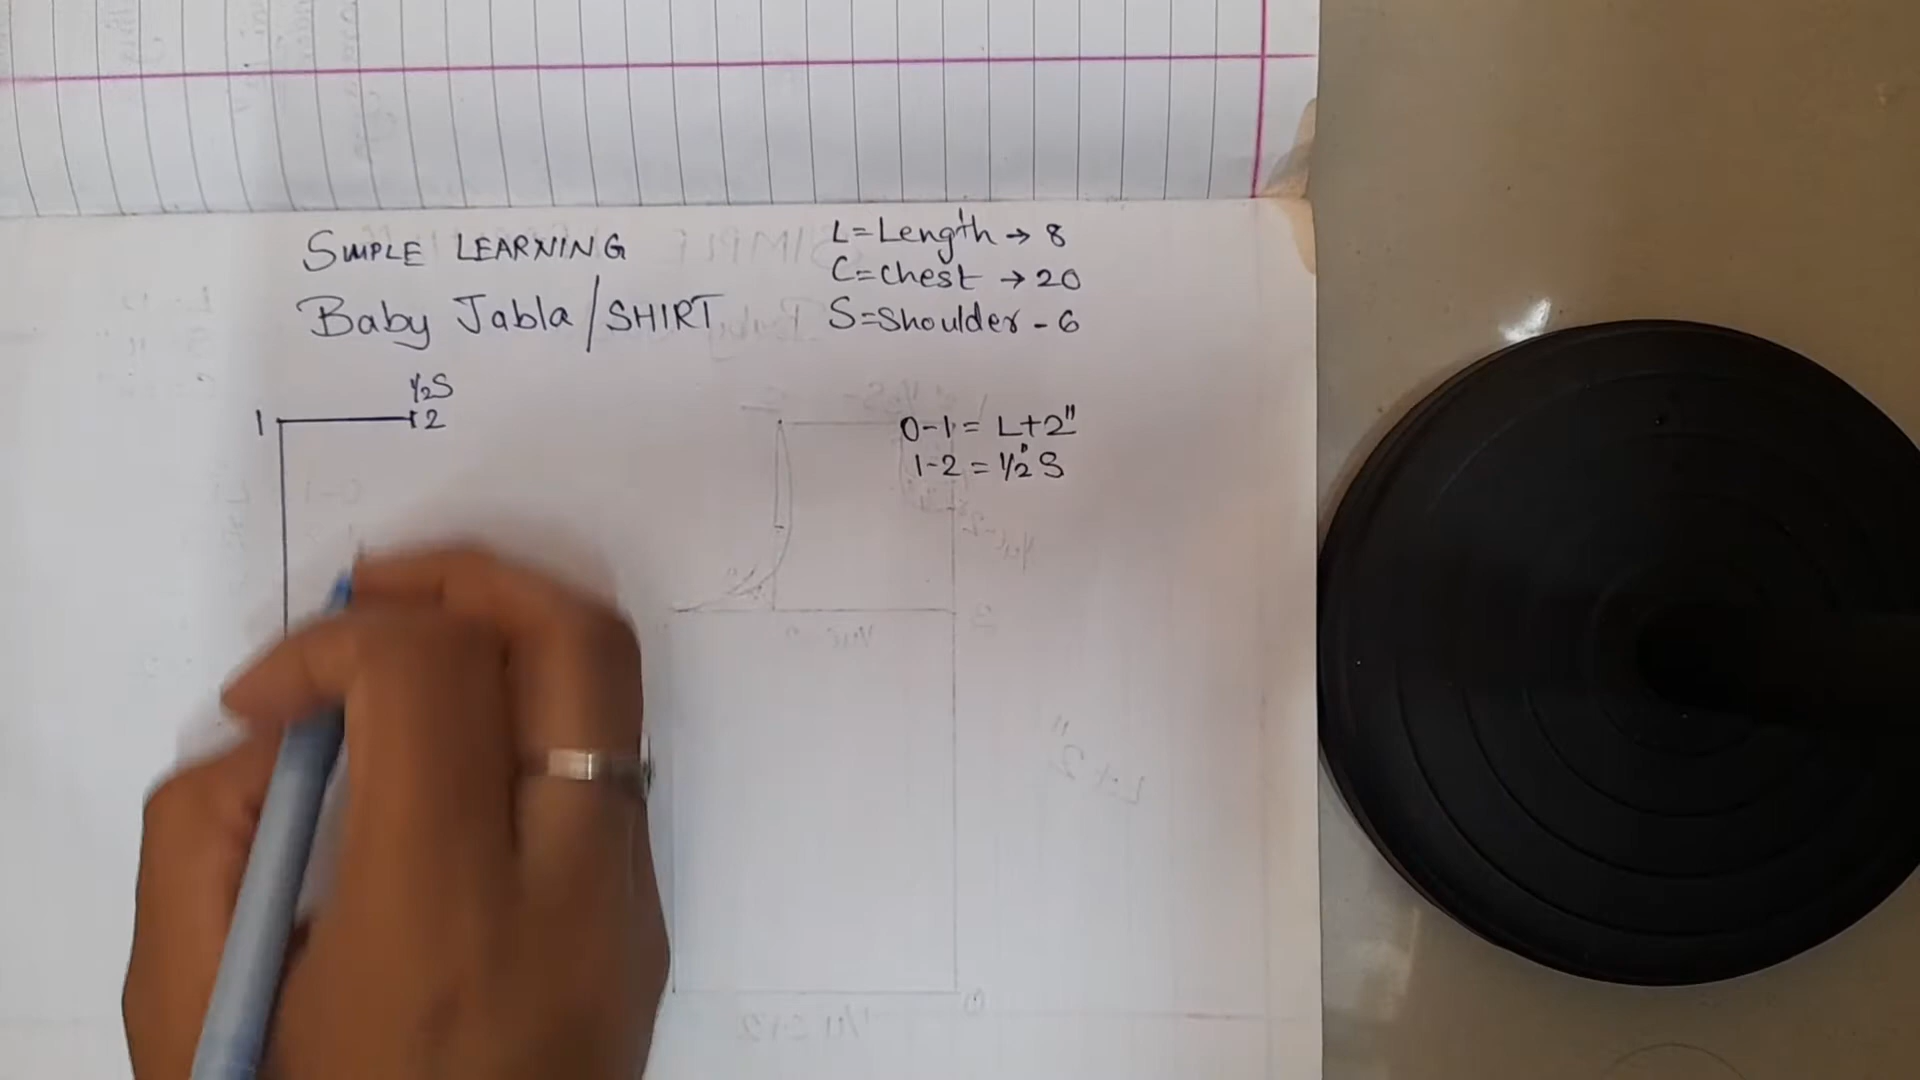 SIMPLE LEARNING
Baby Jabla/SHIRT
L=Length → 8
C=chest → 20
S=Shoulder - 6
½S
1
2
0-1 = L+2"
1-2 = ½ S